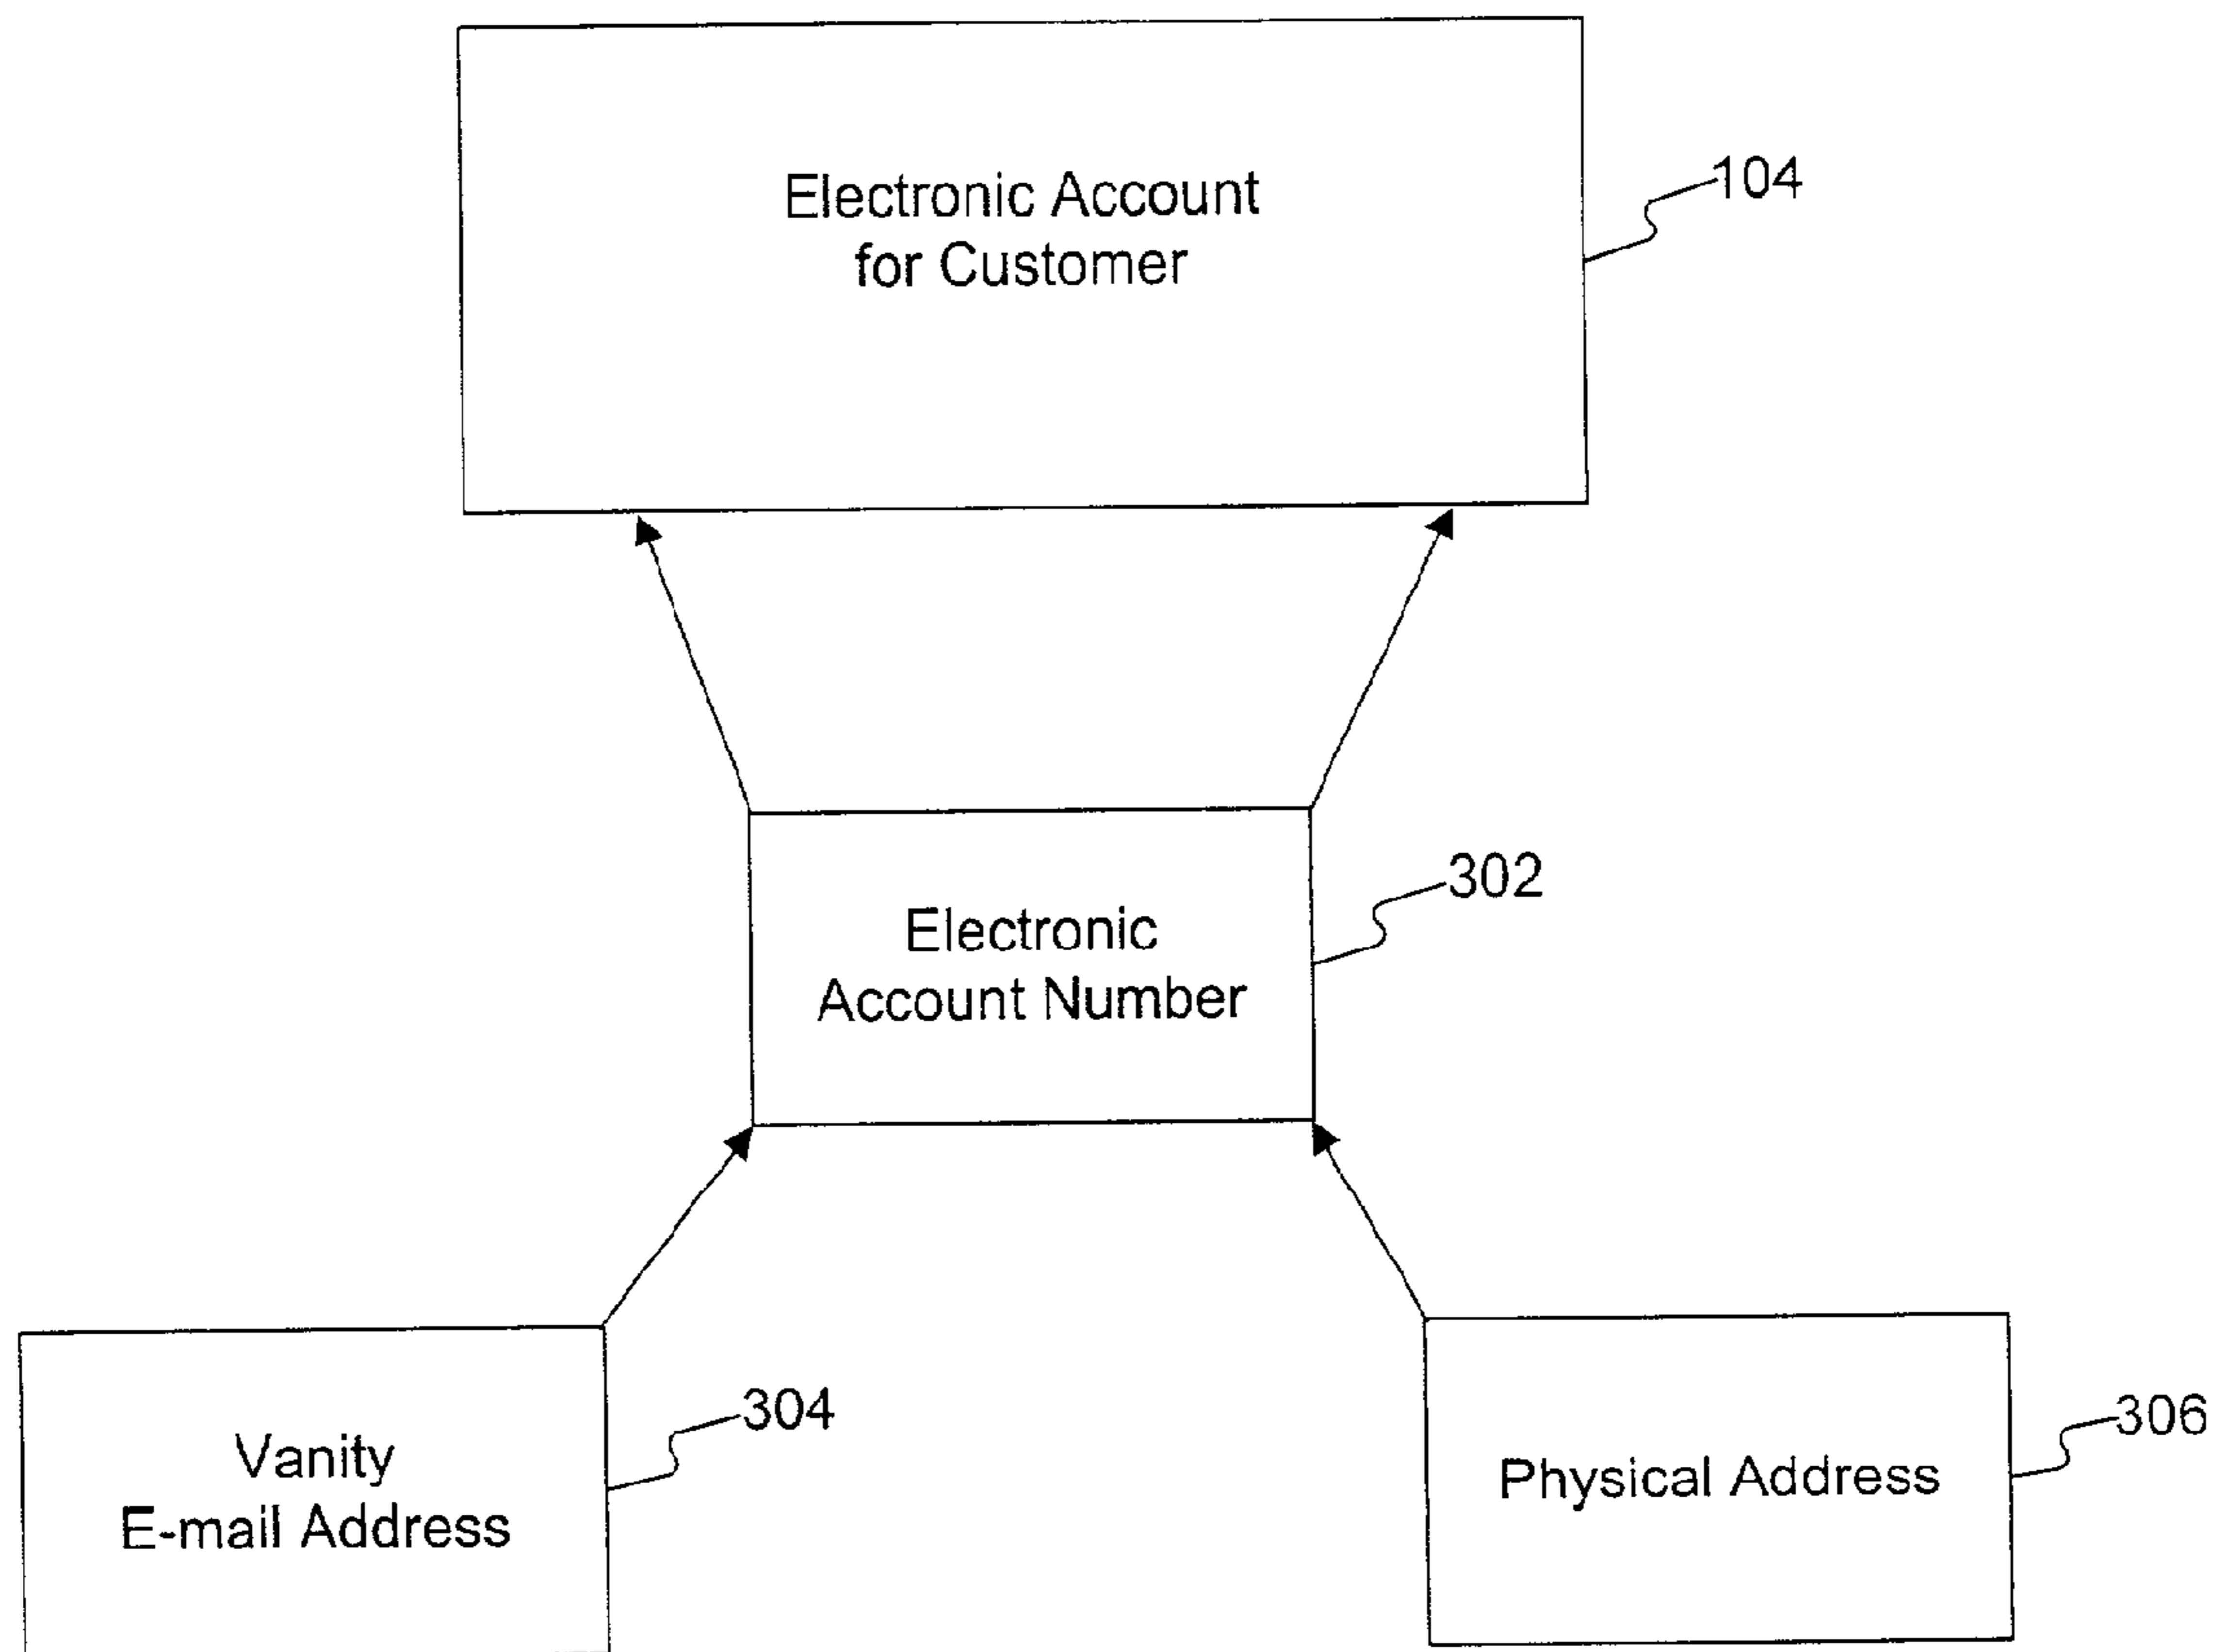 Electronic Account
for Customer
104
Electronic
Account Number
302
Vanity
E-mail Address
304
Physical Address
306